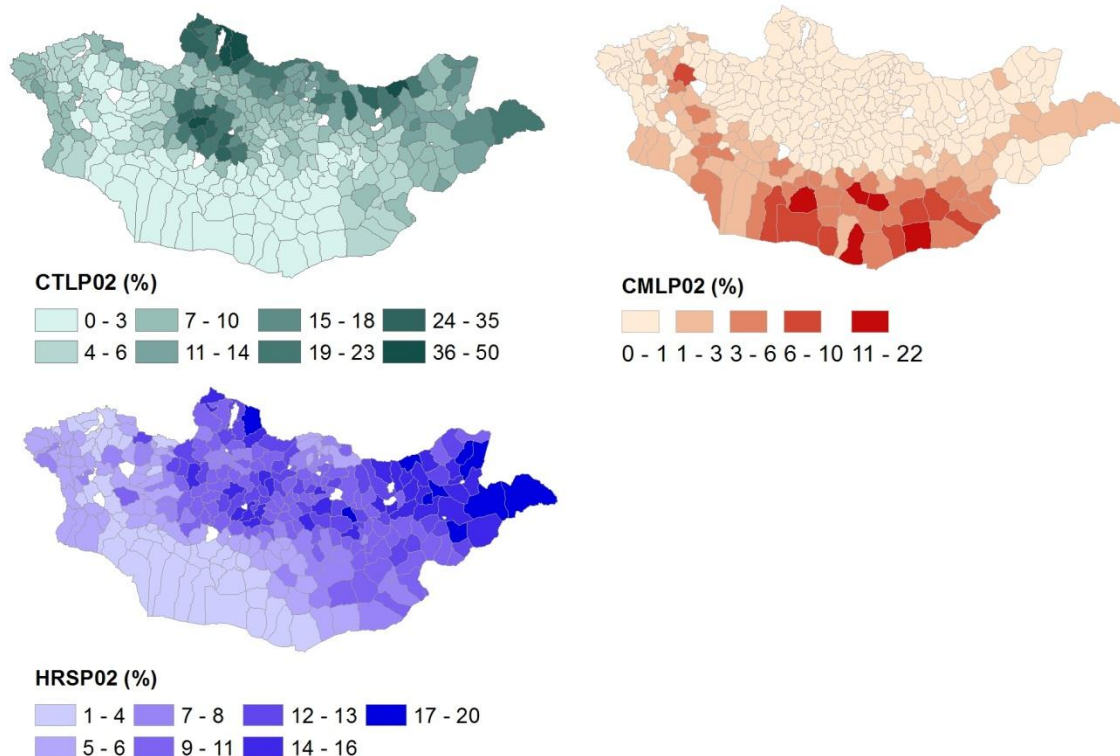 CTLP02 (%)
0 - 3 7 - 10 15 - 18 24 - 35
4 - 6 11 - 14 19 - 23 36 - 50
CMLP02 (%)
0 - 1 1 - 3 3 - 6 6 - 10 11 - 22
HRSP02 (%)
1 - 4 7 - 8 12 - 13 17 - 20
5 - 6 9 - 11 14 - 16